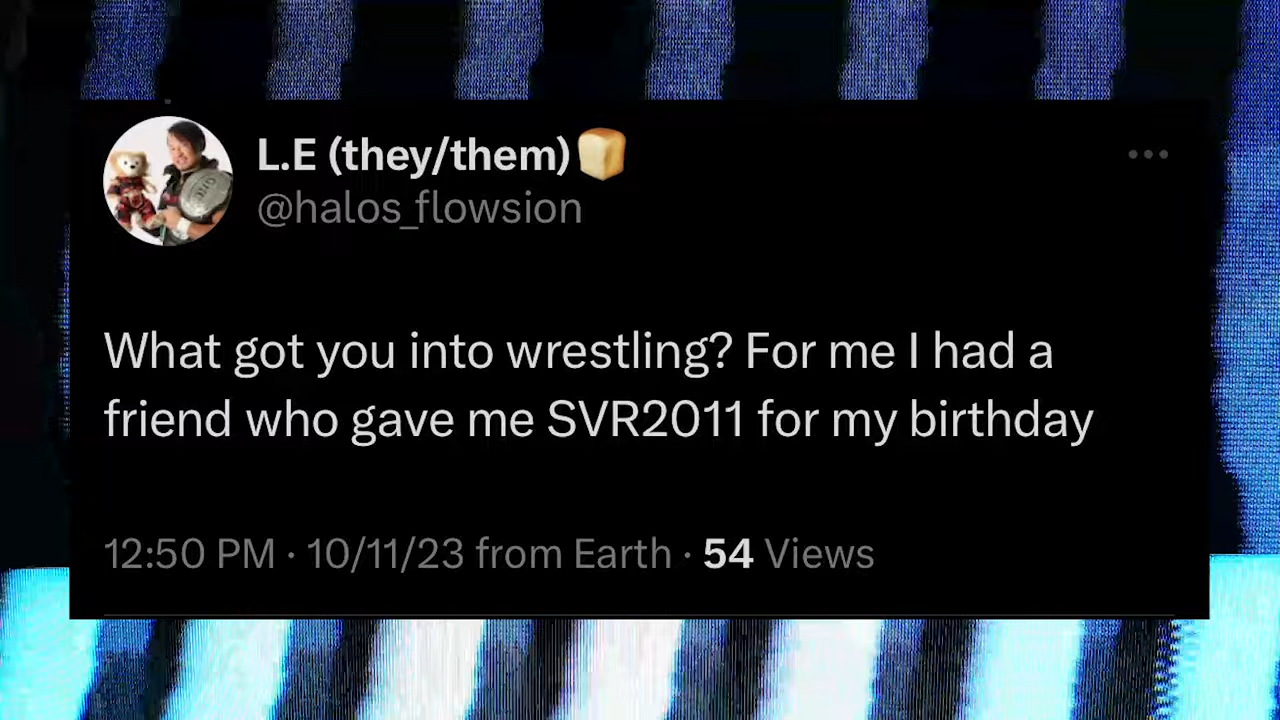 L.E (they/them)🍞
@halos_flowsion
What got you into wrestling? For me I had a
friend who gave me SVR2011 for my birthday
12:50 PM · 10/11/23 from Earth · 54 Views